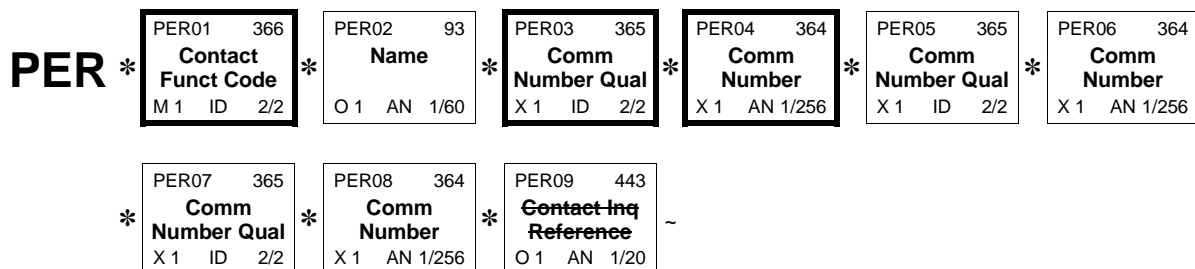 PER01 366 PER02 93 PER03 365 PER04 364 PER05 365 PER06 364
PER * Contact * Name * Comm * Comm * Comm * Comm
Funct Code Number Qual Number Number Qual Number
M 1 ID 2/2 O 1 AN 1/60 X 1 ID 2/2 X 1 AN 1/256 X 1 ID 2/2 X 1 AN 1/256
PER07 365 PER08 364 PER09 443
* Comm * Comm * Contact Inq ~
Number Qual Number Reference
X 1 ID 2/2 X 1 AN 1/256 O 1 AN 1/20